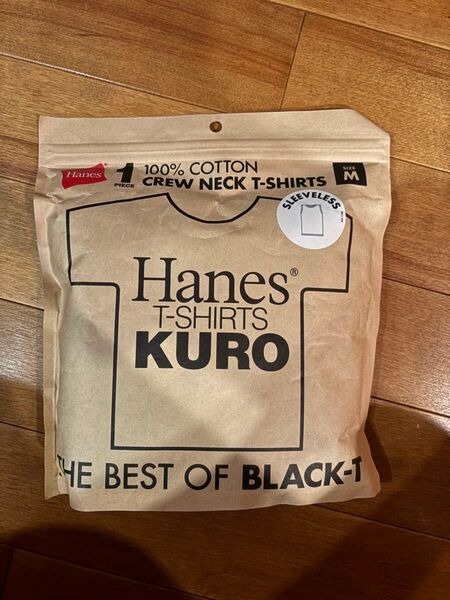 Hanes
1
PIECE
100% COTTON
CREW NECK T-SHIRTS
SIZE
M
SLEEVELESS
Hanes®
T-SHIRTS
KURO
THE BEST OF BLACK-T